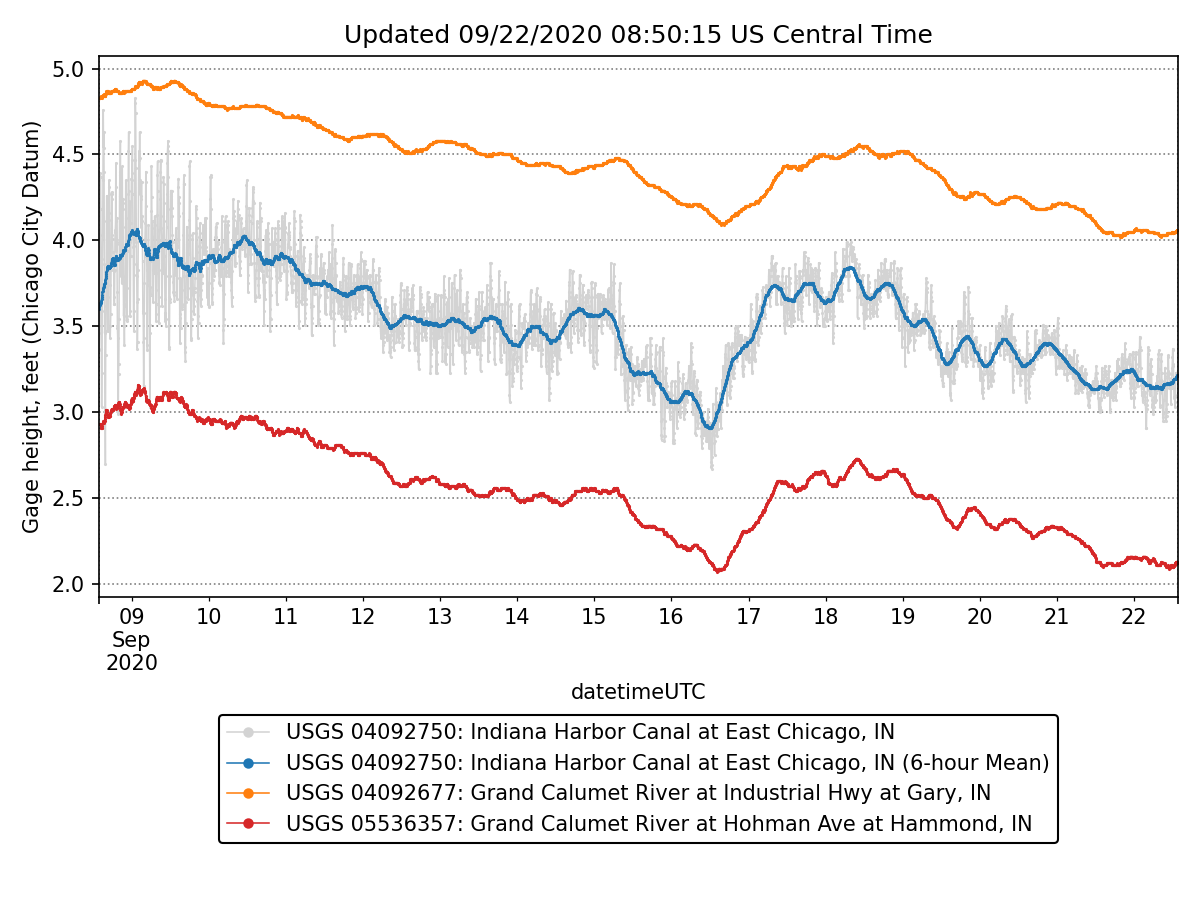 Updated 09/22/2020 08:50:15 US Central Time
Gage height, feet (Chicago City Datum)
5.0
4.5
4.0
3.5
3.0
2.5
2.0
09 10 11 12 13 14 15 16 17 18 19 20 21 22
Sep
2020
datetimeUTC
USGS 04092750: Indiana Harbor Canal at East Chicago, IN
USGS 04092750: Indiana Harbor Canal at East Chicago, IN (6-hour Mean)
USGS 04092677: Grand Calumet River at Industrial Hwy at Gary, IN
USGS 05536357: Grand Calumet River at Hohman Ave at Hammond, IN